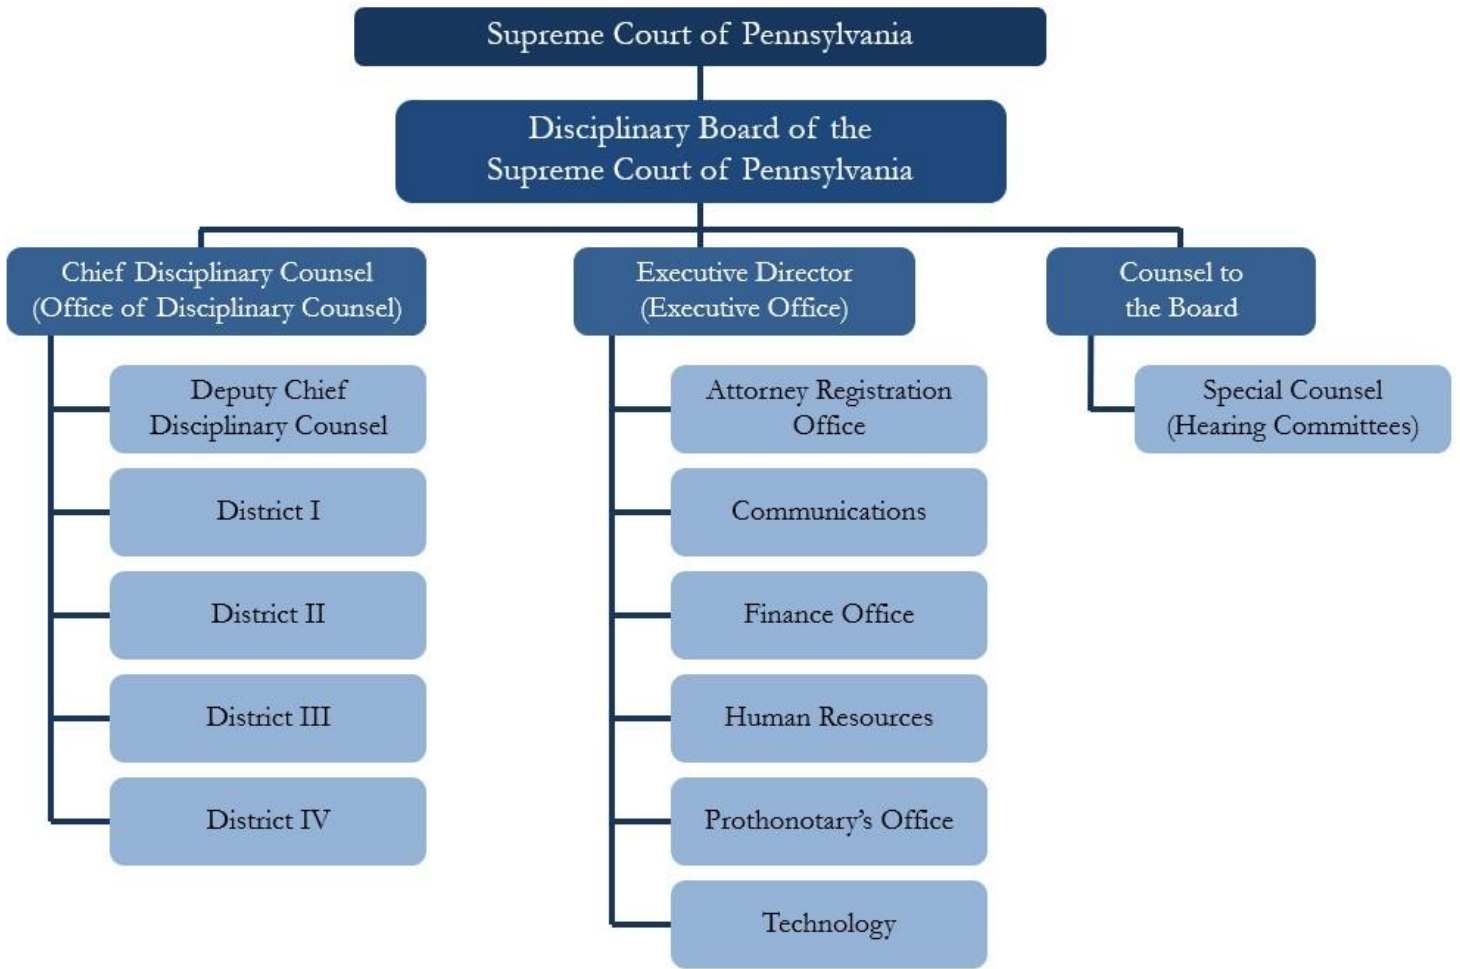 Supreme Court of Pennsylvania
Disciplinary Board of the
Supreme Court of Pennsylvania
Chief Disciplinary Counsel
(Office of Disciplinary Counsel)
Deputy Chief
Disciplinary Counsel
District I
District II
District III
District IV
Executive Director
(Executive Office)
Attorney Registration
Office
Communications
Finance Office
Human Resources
Prothonotary’s Office
Technology
Counsel to
the Board
Special Counsel
(Hearing Committees)